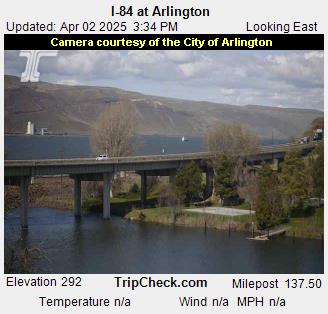 I-84 at Arlington
Updated: Apr 02 2025 3:34 PM Looking East
Camera courtesy of the City of Arlington
Elevation 292 TripCheck.com Milepost 137.50
Temperature n/a Wind n/a MPH n/a